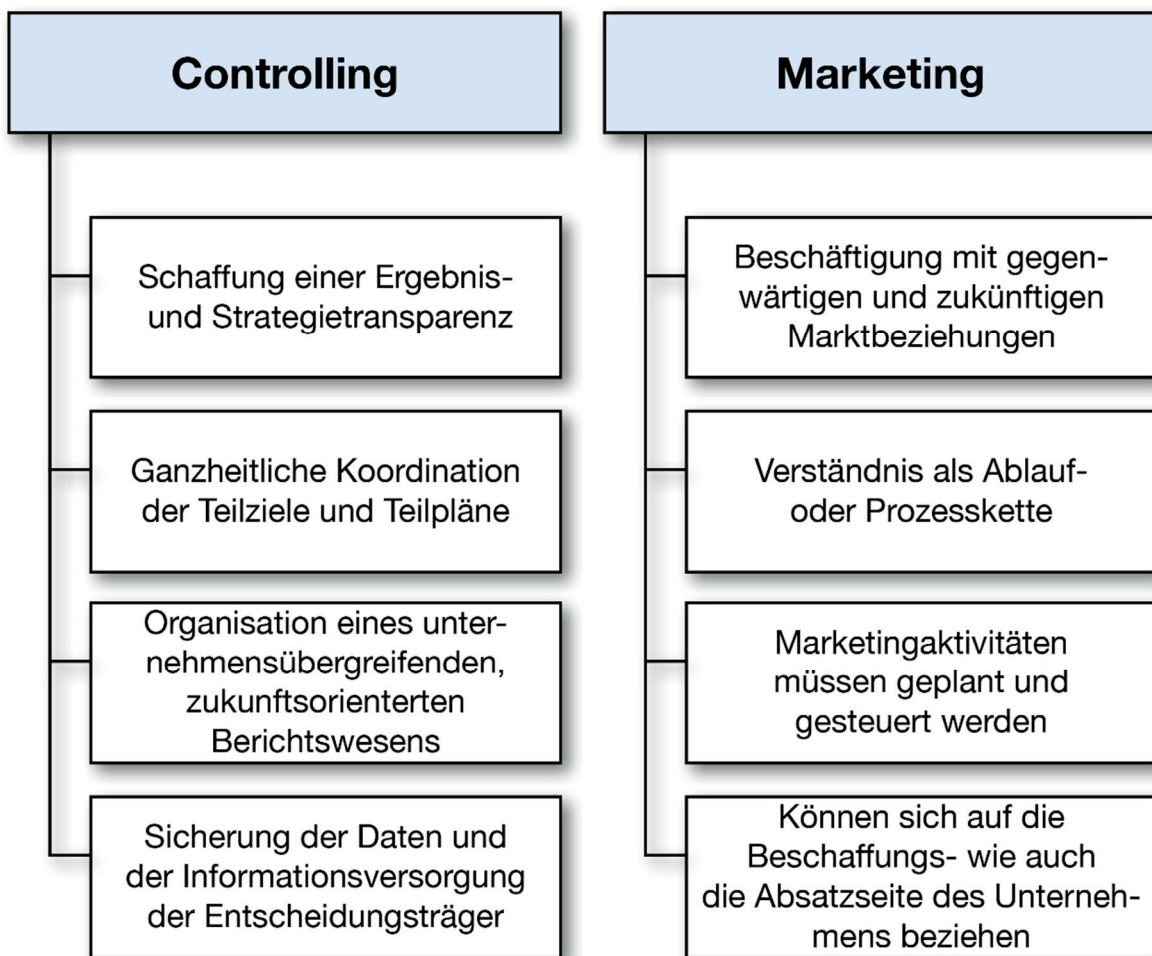 Controlling
Schaffung einer Ergebnis-
und Strategietransparenz
Ganzheitliche Koordination
der Teilziele und Teilpläne
Organisation eines unter-
nehmensübergreifenden,
zukunftsorienterten
Berichtswesens
Sicherung der Daten und
der Informationsversorgung
der Entscheidungsträger
Marketing
Beschäftigung mit gegen-
wärtigen und zukünftigen
Marktbeziehungen
Verständnis als Ablauf-
oder Prozesskette
Marketingaktivitäten
müssen geplant und
gesteuert werden
Können sich auf die
Beschaffungs- wie auch
die Absatzseite des Unterneh-
mens beziehen